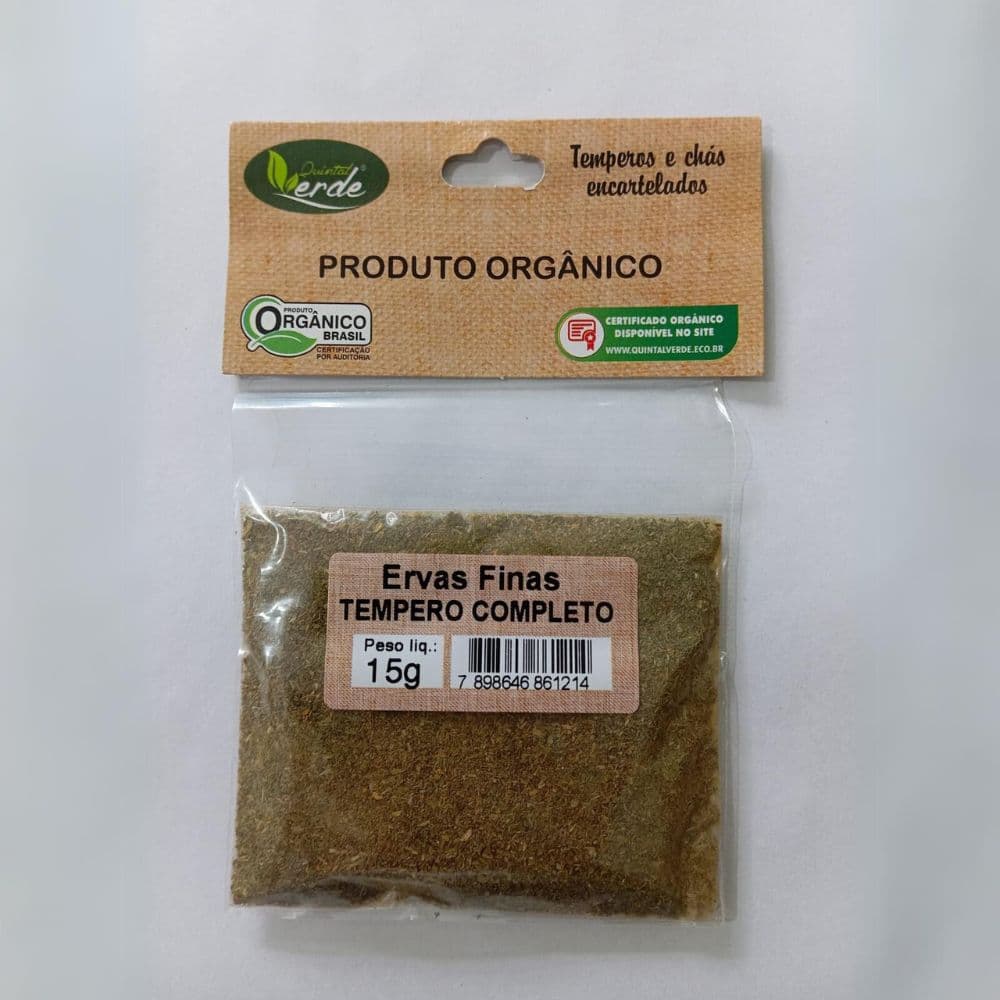 Quintal
Verde®
Temperos e chás
encartelados
PRODUTO ORGÂNICO
PRODUTO
ORGÂNICO
BRASIL
CERTIFICAÇÃO
POR AUDITORIA
CERTIFICADO ORGÂNICO
DISPONÍVEL NO SITE
WWW.QUINTALVERDE.ECO.BR
Ervas Finas
TEMPERO COMPLETO
Peso liq.:
15g
7 898646 861214